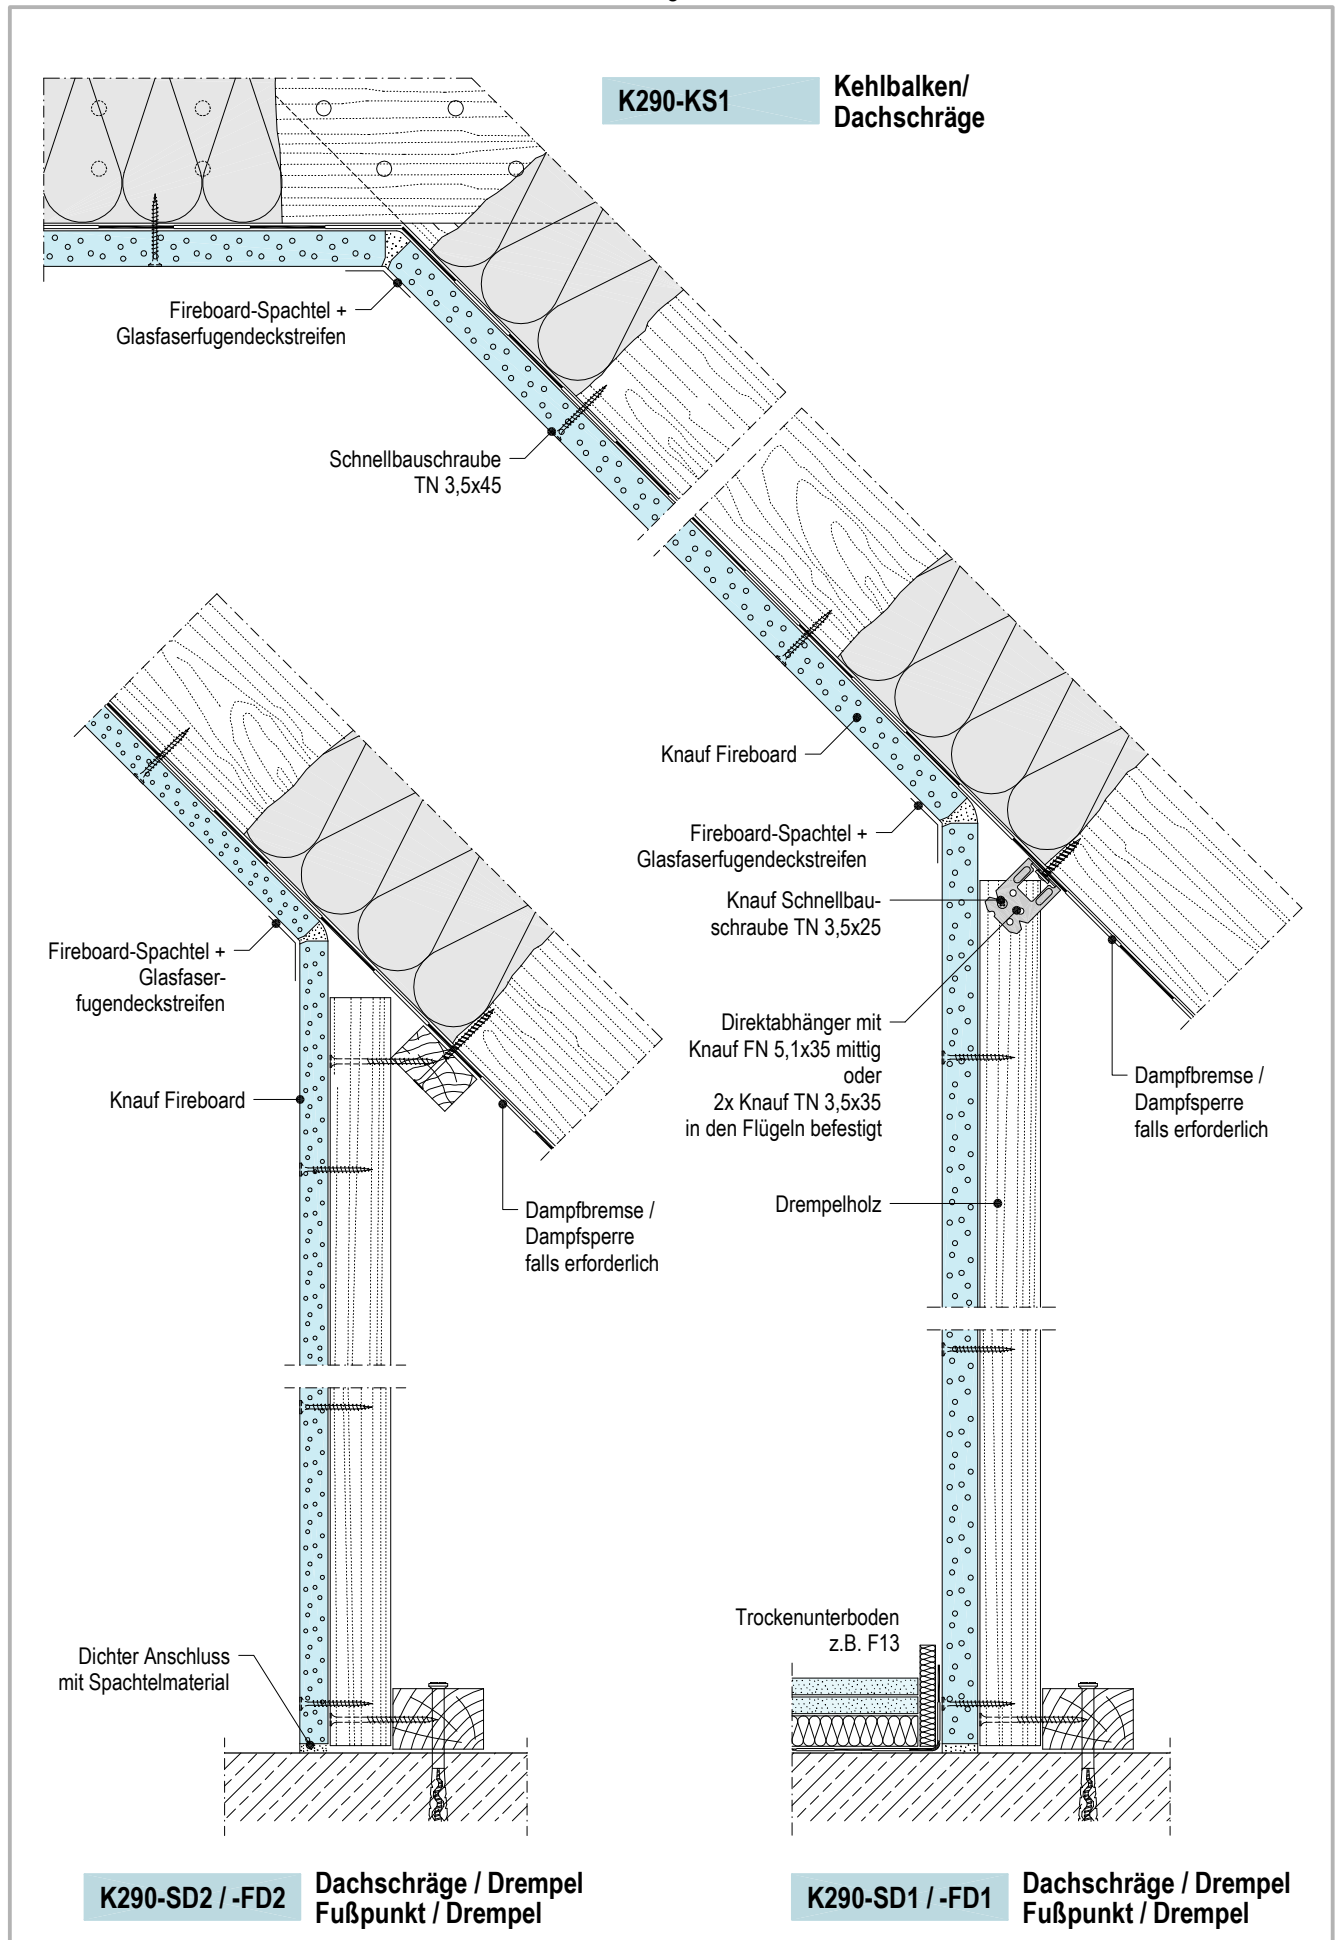 K290-KS1
Kehlbalken/
Dachschräge
Fireboard-Spachtel +
Glasfaserfugendeckstreifen
Schnellbauschraube
TN 3,5x45
Knauf Fireboard
Fireboard-Spachtel +
Glasfaserfugendeckstreifen
Knauf Schnellbau-
schraube TN 3,5x25
Direktabhänger mit
Knauf FN 5,1x35 mittig
oder
2x Knauf TN 3,5x35
in den Flügeln befestigt
Dampfbremse /
Dampfsperre
falls erforderlich
Drempelholz
Fireboard-Spachtel +
Glasfaser-
fugendeckstreifen
Knauf Fireboard
Dampfbremse /
Dampfsperre
falls erforderlich
Dichter Anschluss
mit Spachtelmaterial
Trockenunterboden
z.B. F13
K290-SD2 / -FD2
Dachschräge / Drempel
Fußpunkt / Drempel
K290-SD1 / -FD1
Dachschräge / Drempel
Fußpunkt / Drempel